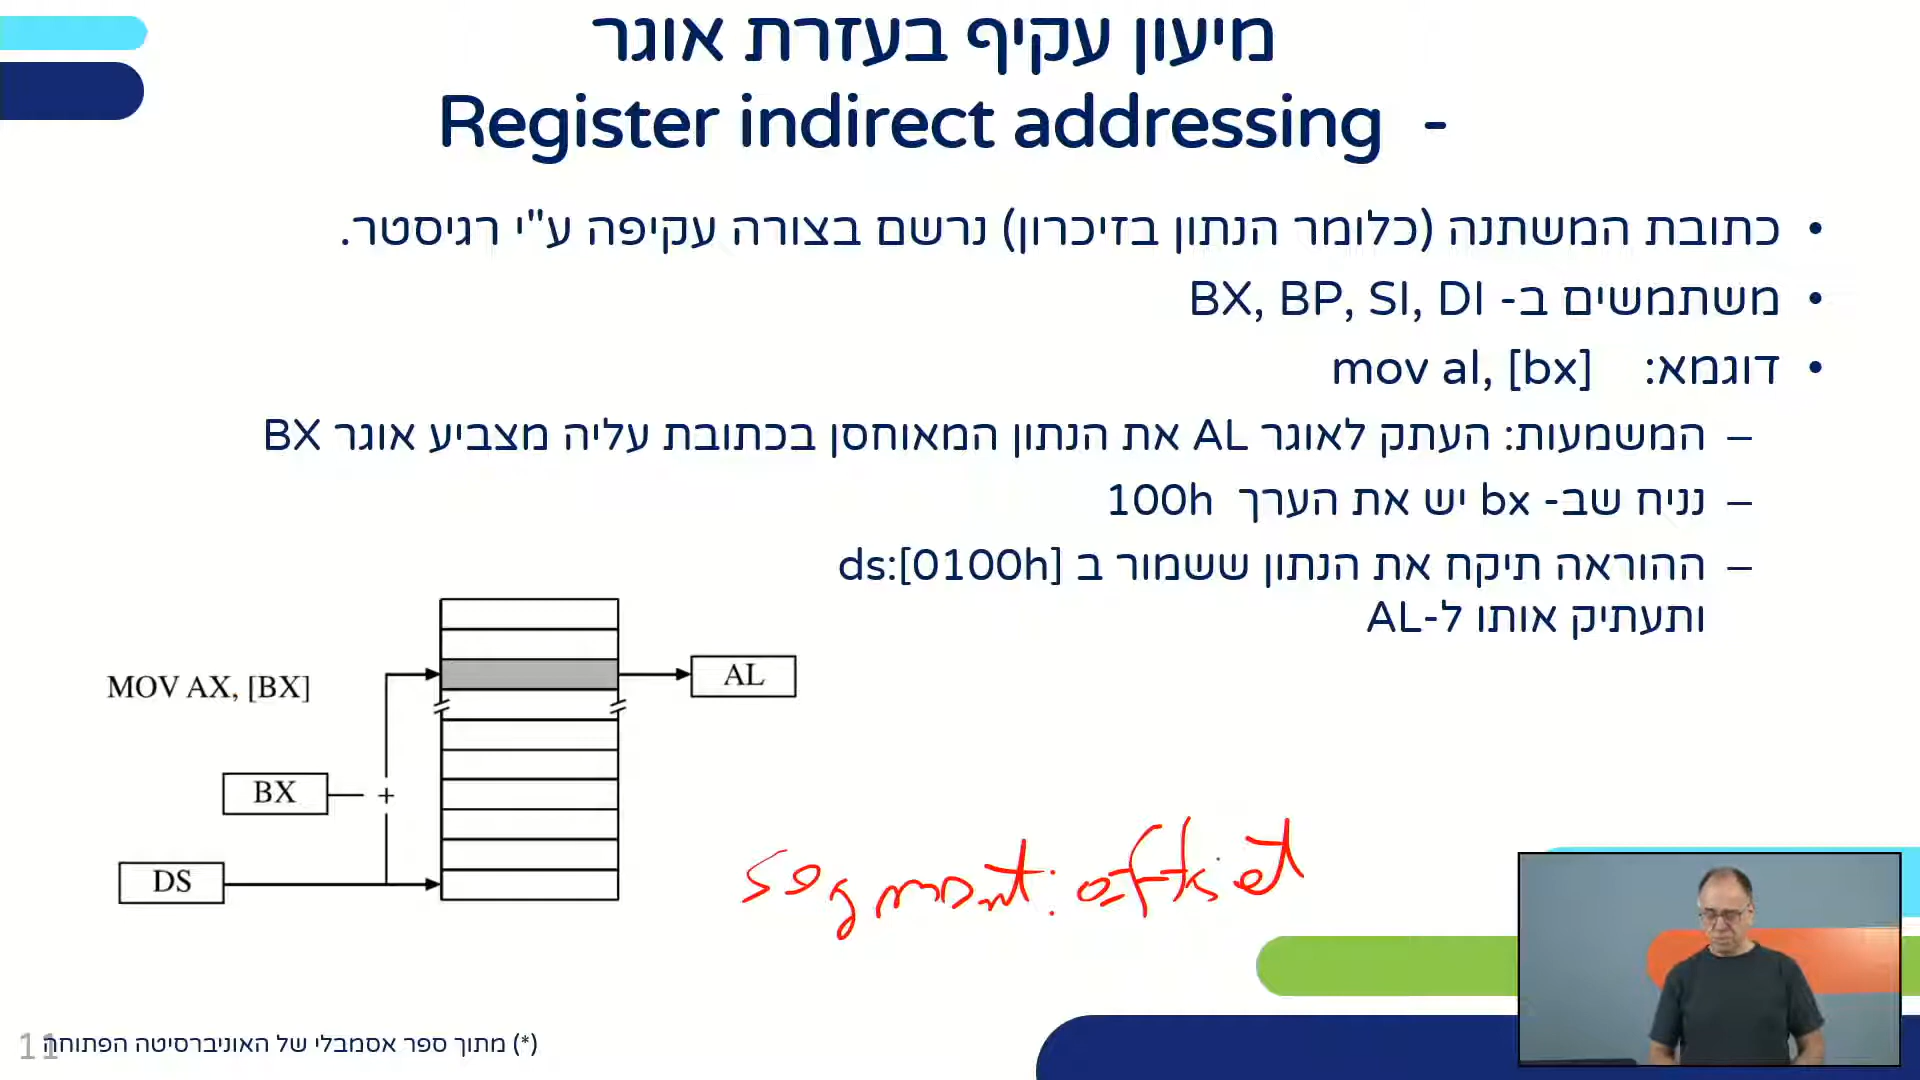 מיעון עקיף בעזרת אוגר
Register indirect addressing -
• כתובת המשתנה (כלומר הנתון בזיכרון) נרשם בצורה עקיפה ע"י רגיסטר.
• משתמשים ב- BX, BP, SI, DI
• דוגמא: mov al, [bx]
– המשמעות: העתק לאוגר AL את הנתון המאוחסן בכתובת עליה מצביע אוגר BX
– נניח שב- bx יש את הערך 100h
– ההוראה תיקח את הנתון ששמור ב ds:[0100h]
ותעתיק אותו ל-AL
AL
MOV AX, [BX]
BX
+
DS
segment:offset
(*) מתוך ספר אסמבלי של האוניברסיטה הפתוחה
11